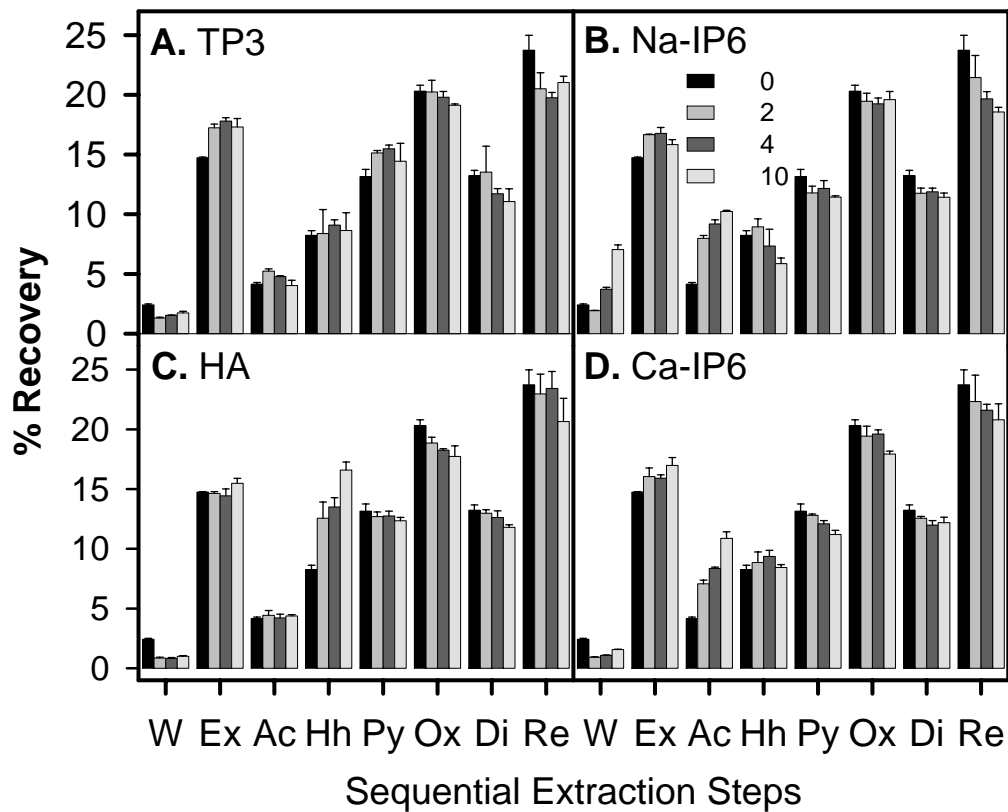 A. TP3
B. Na-IP6
25
20
15
10
5
0
0
2
4
10
% Recovery
C. HA
D. Ca-IP6
25
20
15
10
5
0
W Ex Ac Hh Py Ox Di Re W Ex Ac Hh Py Ox Di Re
Sequential Extraction Steps